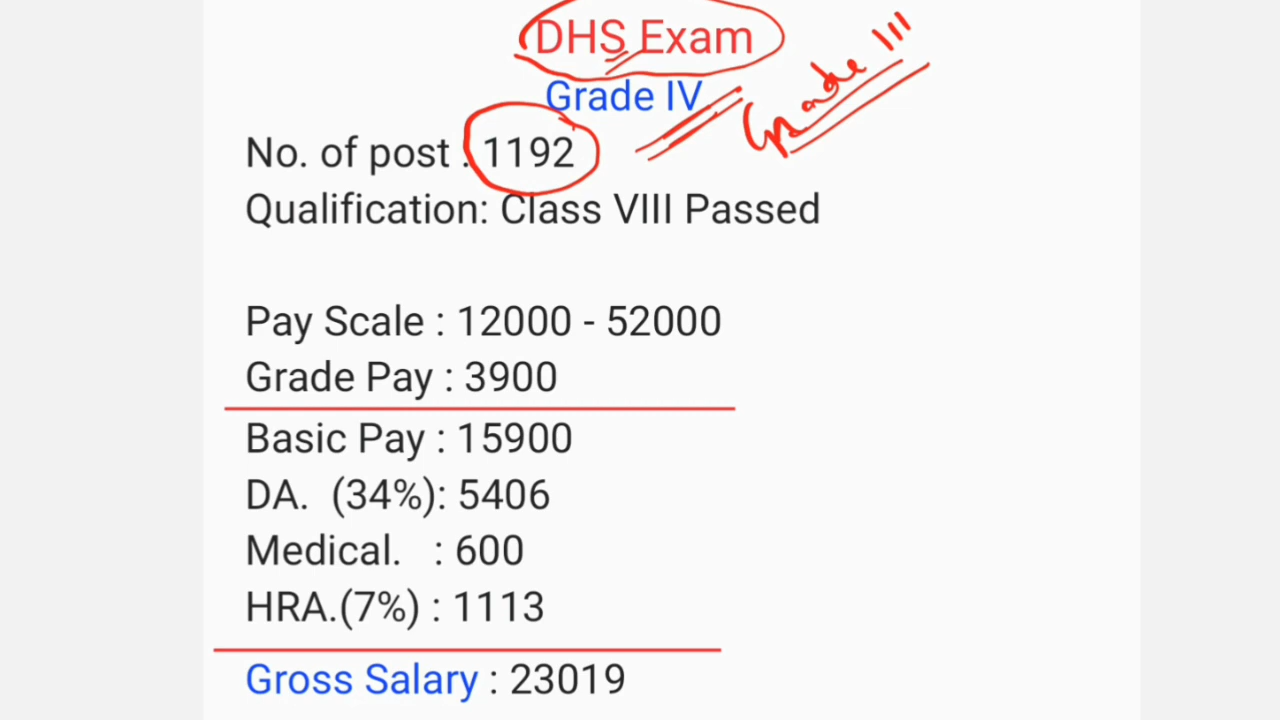 DHS Exam
Grade IV
Grade III
No. of post : 1192
Qualification: Class VIII Passed
Pay Scale : 12000 - 52000
Grade Pay : 3900
Basic Pay : 15900
DA. (34%): 5406
Medical. : 600
HRA.(7%) : 1113
Gross Salary : 23019